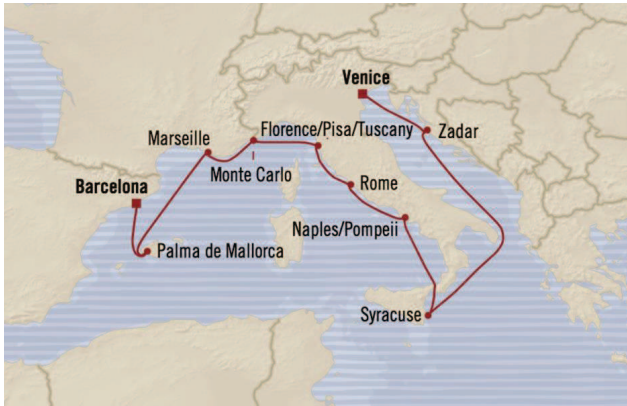 Venice
Zadar
Florence/Pisa/Tuscany
Marseille
Monte Carlo
Barcelona
Rome
Naples/Pompeii
Palma de Mallorca
Syracuse